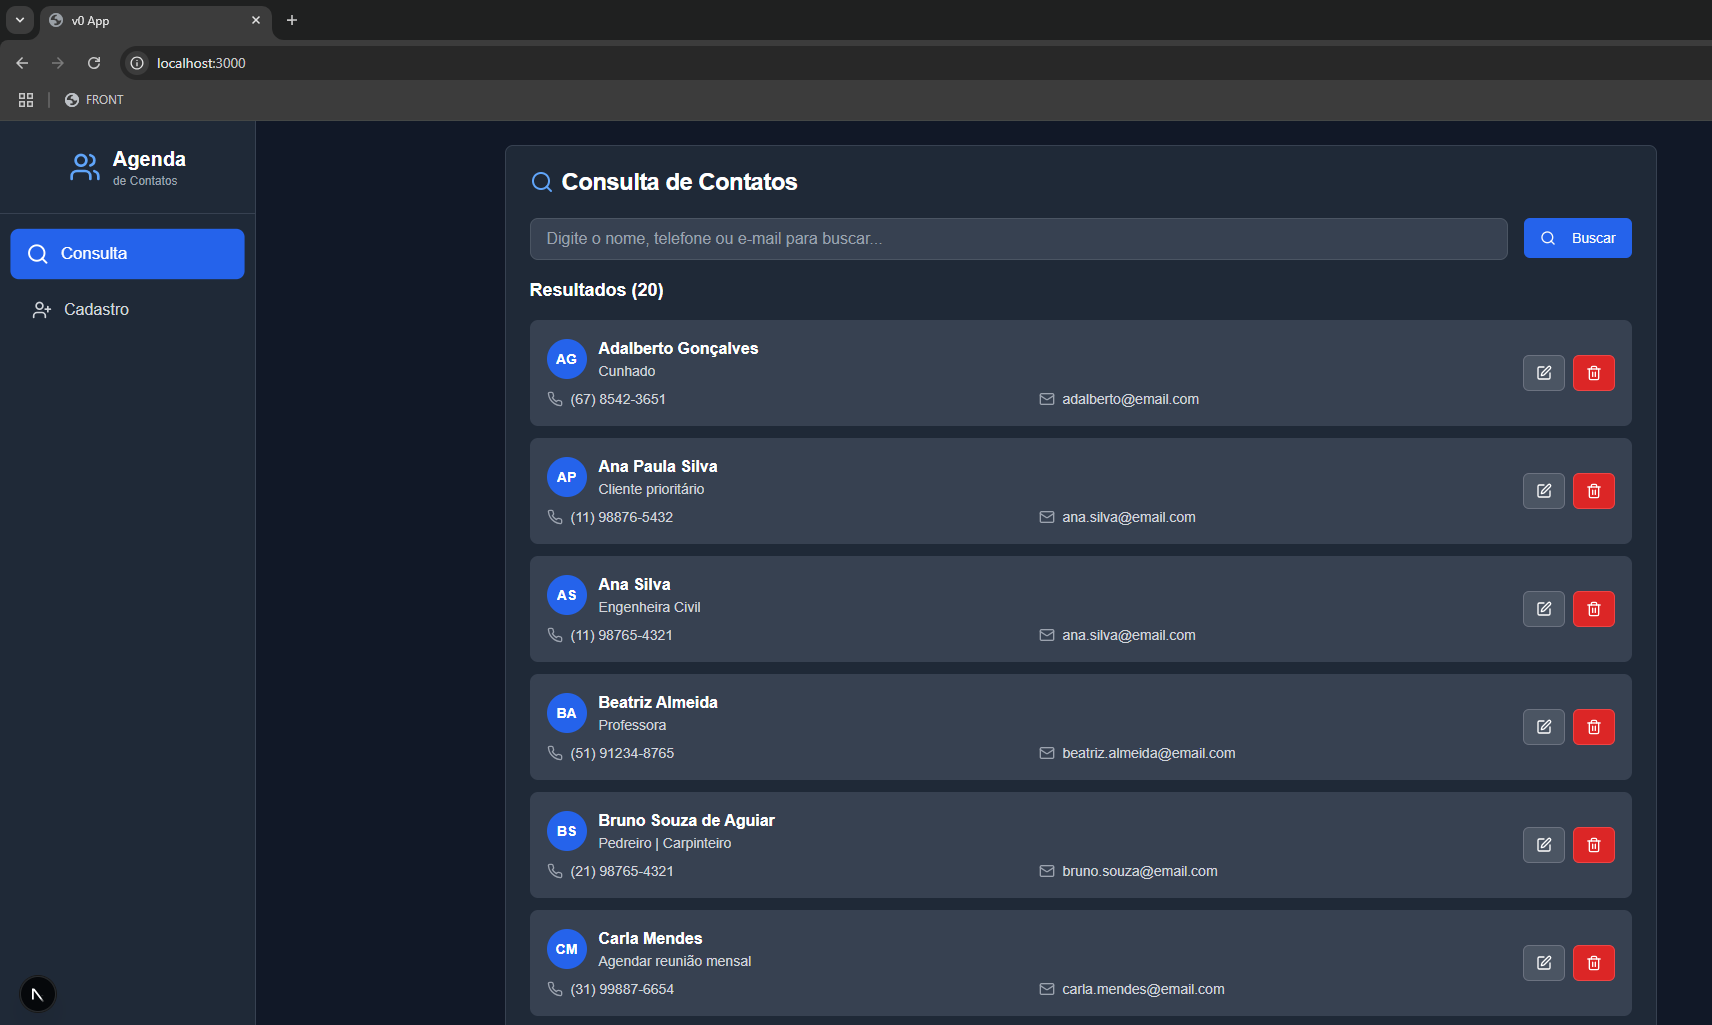 v0 App
localhost:3000
FRONT
Agenda
de Contatos
Consulta
Cadastro
Consulta de Contatos
Digite o nome, telefone ou e-mail para buscar...
Buscar
Resultados (20)
AG
Adalberto Gonçalves
Cunhado
(67) 8542-3651
adalberto@email.com
AP
Ana Paula Silva
Cliente prioritário
(11) 98876-5432
ana.silva@email.com
AS
Ana Silva
Engenheira Civil
(11) 98765-4321
ana.silva@email.com
BA
Beatriz Almeida
Professora
(51) 91234-8765
beatriz.almeida@email.com
BS
Bruno Souza de Aguiar
Pedreiro | Carpinteiro
(21) 98765-4321
bruno.souza@email.com
CM
Carla Mendes
Agendar reunião mensal
(31) 99887-6654
carla.mendes@email.com